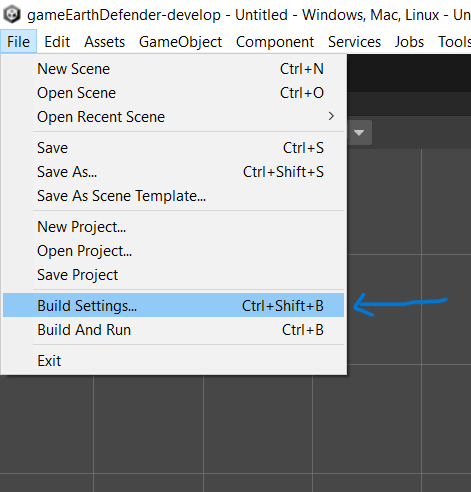 gameEarthDefender-develop - Untitled - Windows, Mac, Linux - Un
File Edit Assets GameObject Component Services Jobs Tools
New Scene Ctrl+N
Open Scene Ctrl+O
Open Recent Scene
Save Ctrl+S
Save As... Ctrl+Shift+S
Save As Scene Template...
New Project...
Open Project...
Save Project
Build Settings... Ctrl+Shift+B
Build And Run Ctrl+B
Exit